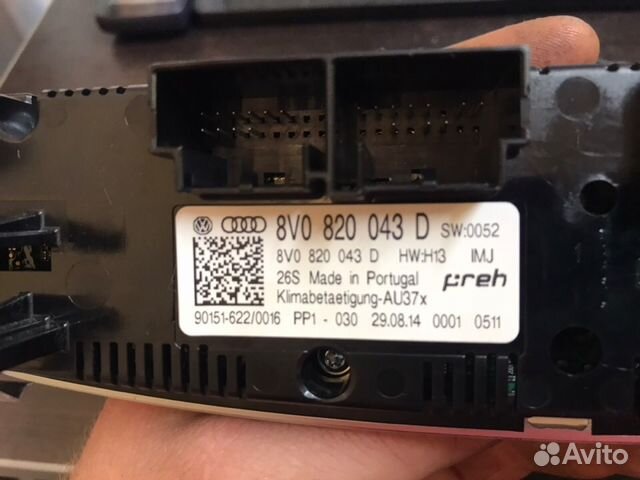 8V0 820 043 D SW:0052
8V0 820 043 D HW:H13 IMJ
26S Made in Portugal preh
Klimabetaetigung-AU37x
90151-622/0016 PP1 - 030 29.08.14 0001 0511
Avito